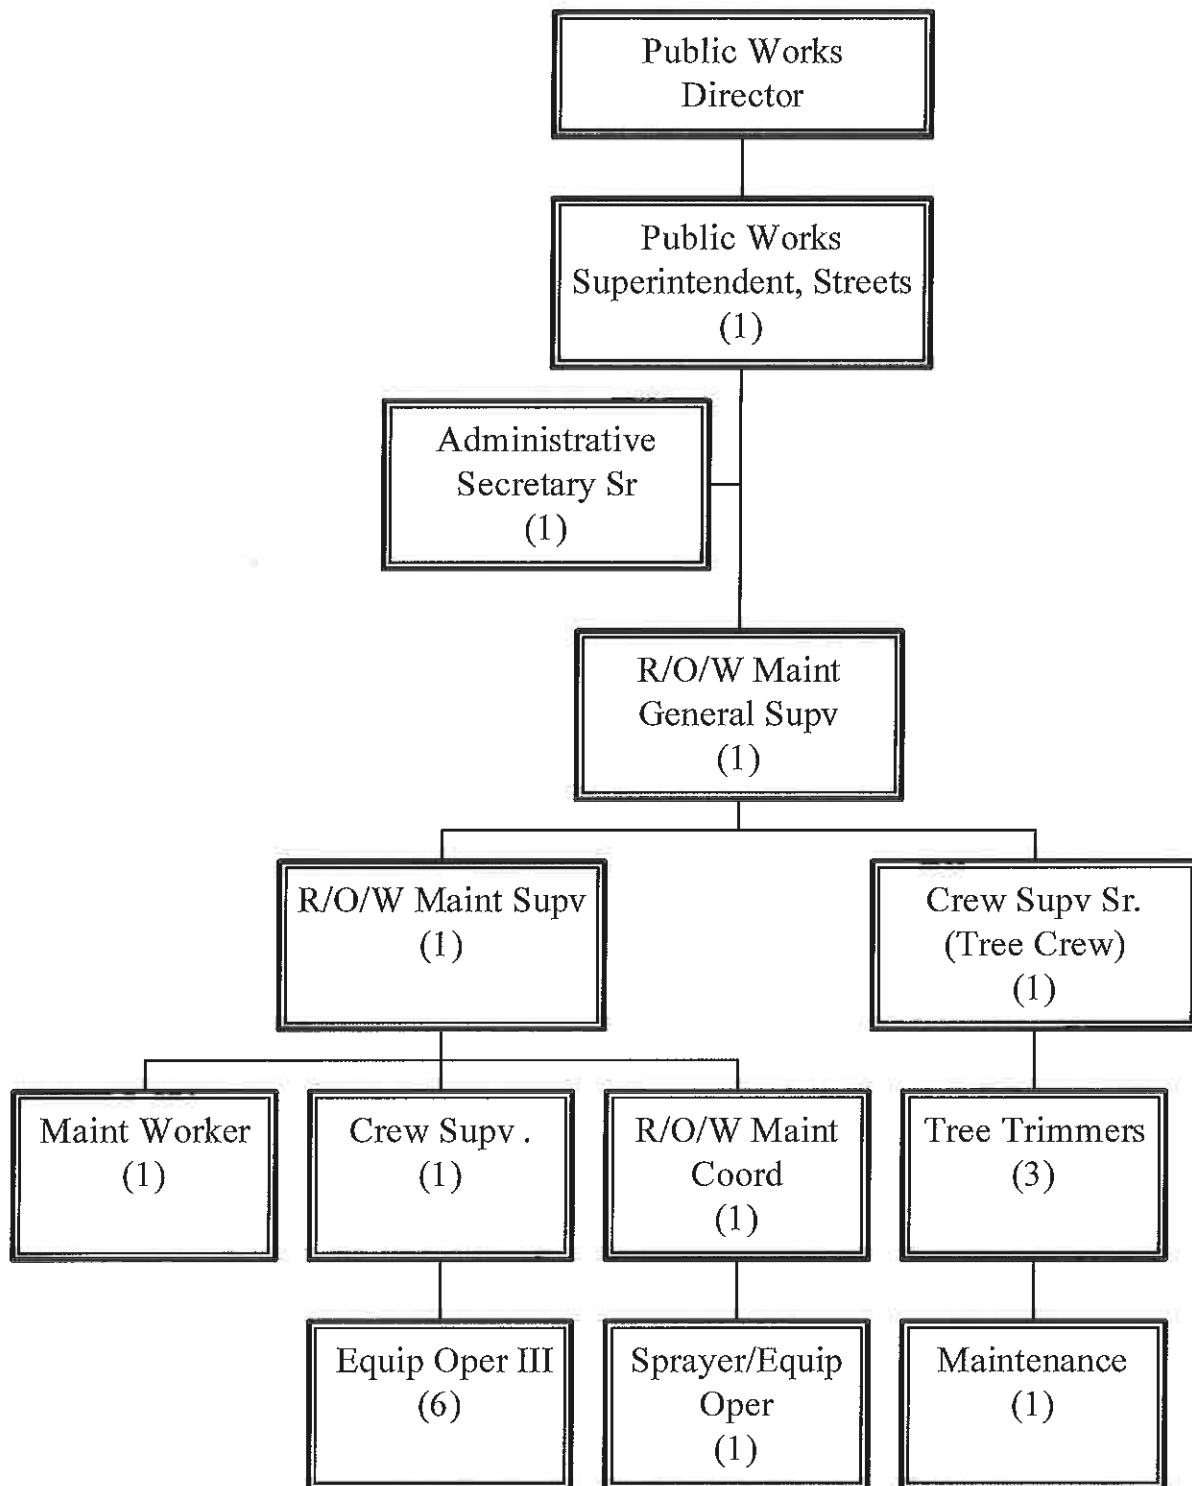 Public Works
Director
Public Works
Superintendent, Streets
(1)
Administrative
Secretary Sr
(1)
R/O/W Maint
General Supv
(1)
R/O/W Maint Supv
(1)
Crew Supv Sr.
(Tree Crew)
(1)
Maint Worker
(1)
Crew Supv .
(1)
R/O/W Maint
Coord
(1)
Tree Trimmers
(3)
Equip Oper III
(6)
Sprayer/Equip
Oper
(1)
Maintenance
(1)